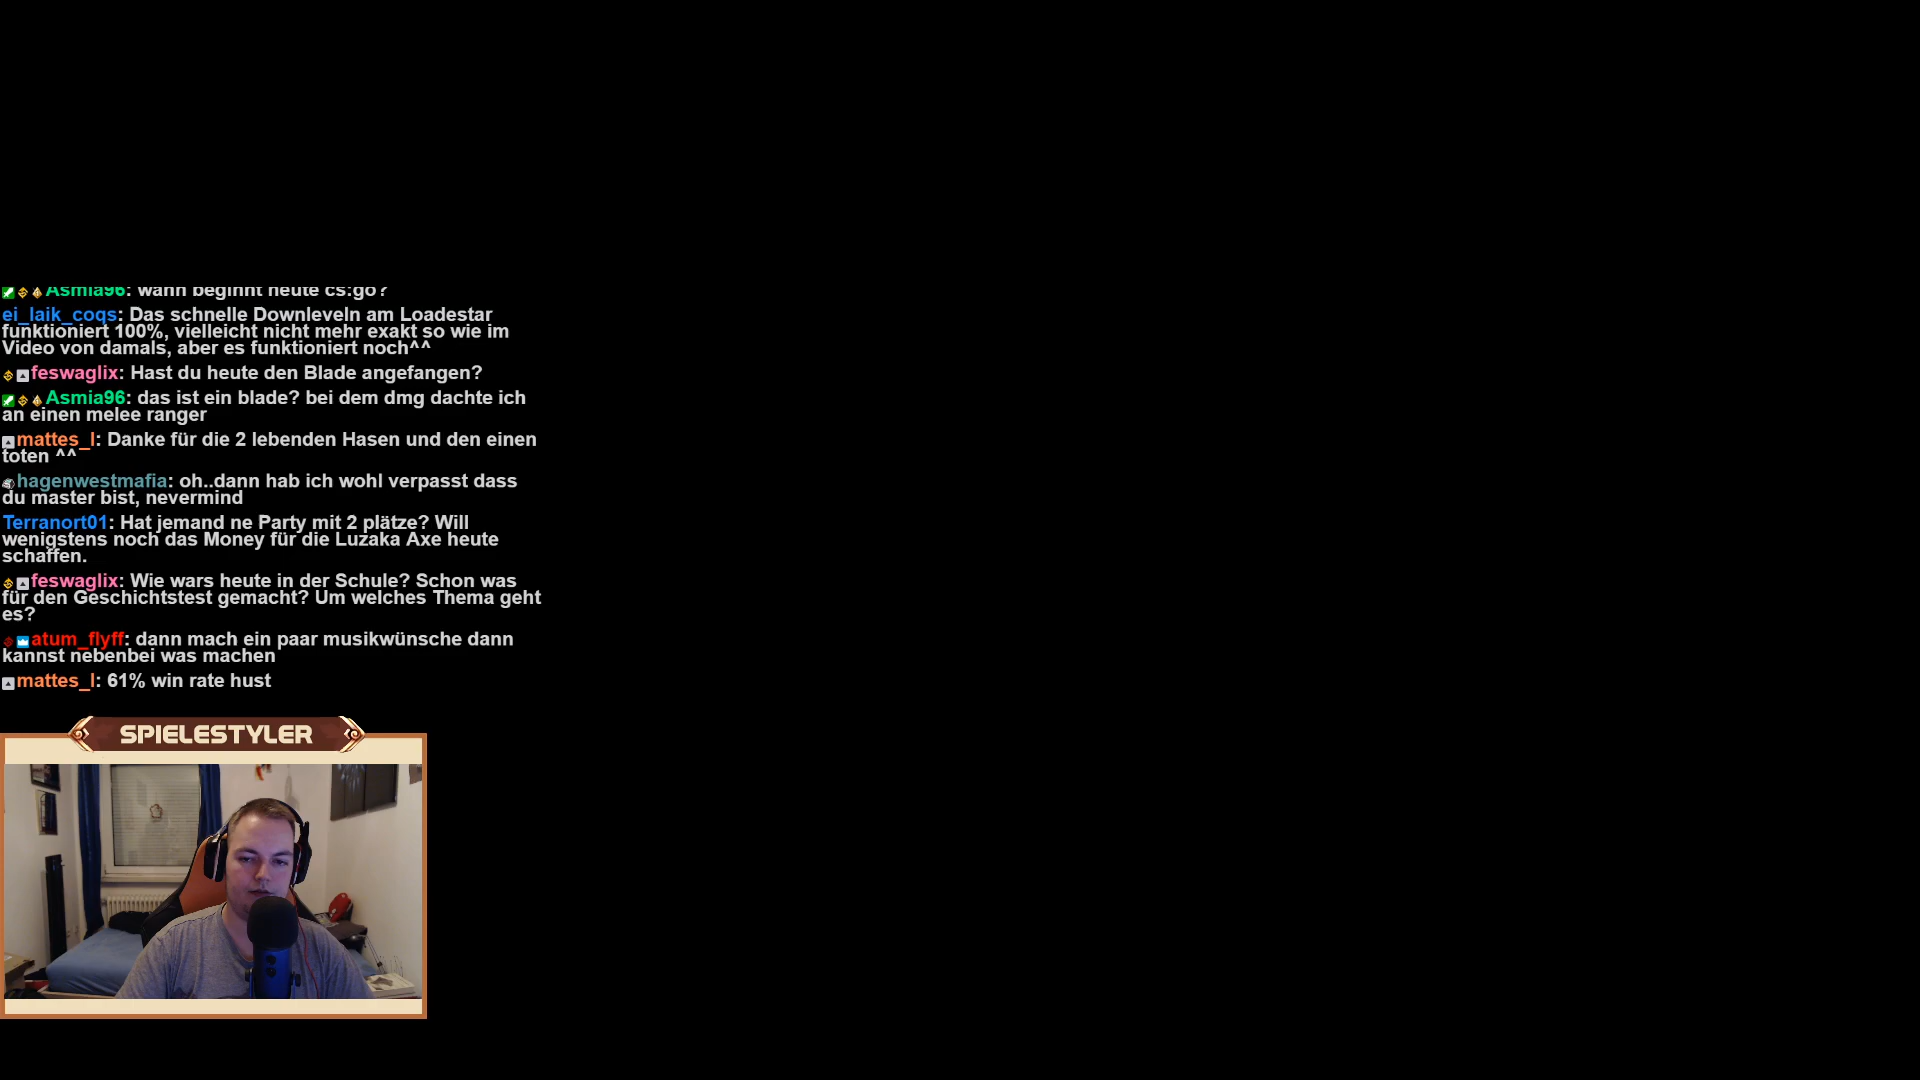 Asmia96: wann beginnt heute cs:go?
ei_laik_coqs: Das schnelle Downleveln am Loadestar
funktioniert 100%, vielleicht nicht mehr exakt so wie im
Video von damals, aber es funktioniert noch^^
feswaglix: Hast du heute den Blade angefangen?
Asmia96: das ist ein blade? bei dem dmg dachte ich
an einen melee ranger
mattes_l: Danke für die 2 lebenden Hasen und den einen
toten ^^
hagenwestmafia: oh..dann hab ich wohl verpasst dass
du master bist, nevermind
Terranort01: Hat jemand ne Party mit 2 plätze? Will
wenigstens noch das Money für die Luzaka Axe heute
schaffen.
feswaglix: Wie wars heute in der Schule? Schon was
für den Geschichtstest gemacht? Um welches Thema geht
es?
atum_flyff: dann mach ein paar musikwünsche dann
kannst nebenbei was machen
mattes_l: 61% win rate hust
SPIELESTYLER